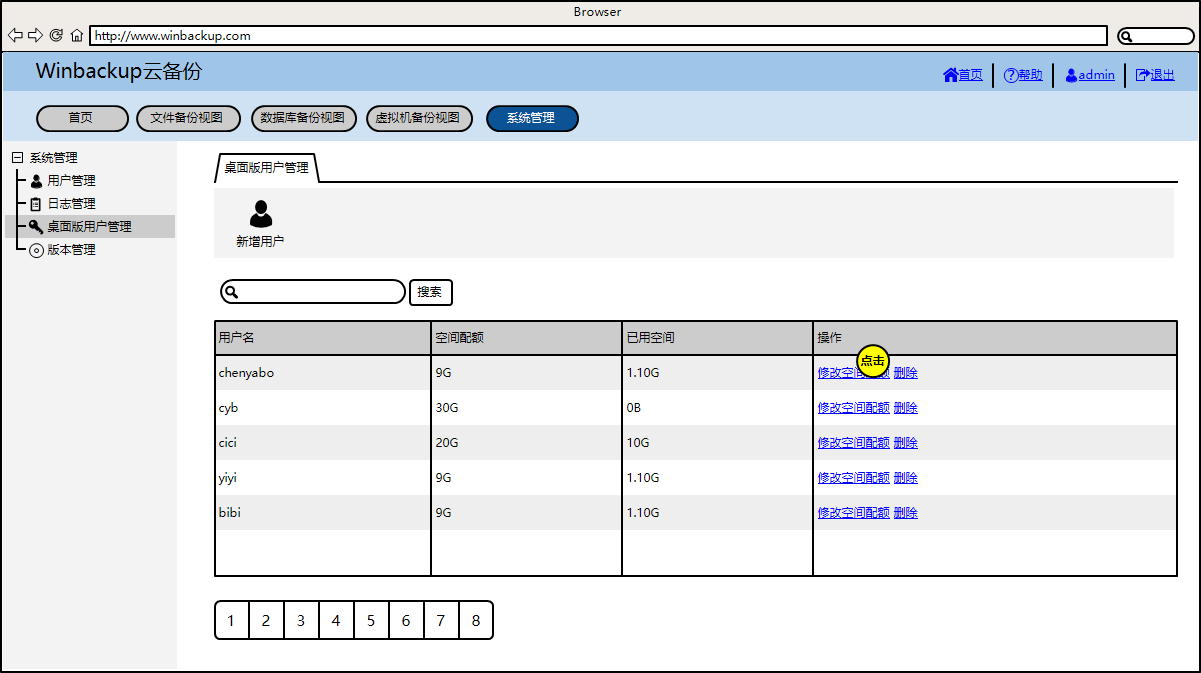 Browser
http://www.winbackup.com
Winbackup云备份
首页 帮助 admin 退出
首页 文件备份视图 数据库备份视图 虚拟机备份视图 系统管理
系统管理
用户管理
日志管理
桌面版用户管理
版本管理
桌面版用户管理
新增用户
搜索
用户名 空间配额 已用空间 操作
点击
chenyabo 9G 1.10G 修改空间配额 删除
cyb 30G 0B 修改空间配额 删除
cici 20G 10G 修改空间配额 删除
yiyi 9G 1.10G 修改空间配额 删除
bibi 9G 1.10G 修改空间配额 删除
1 2 3 4 5 6 7 8